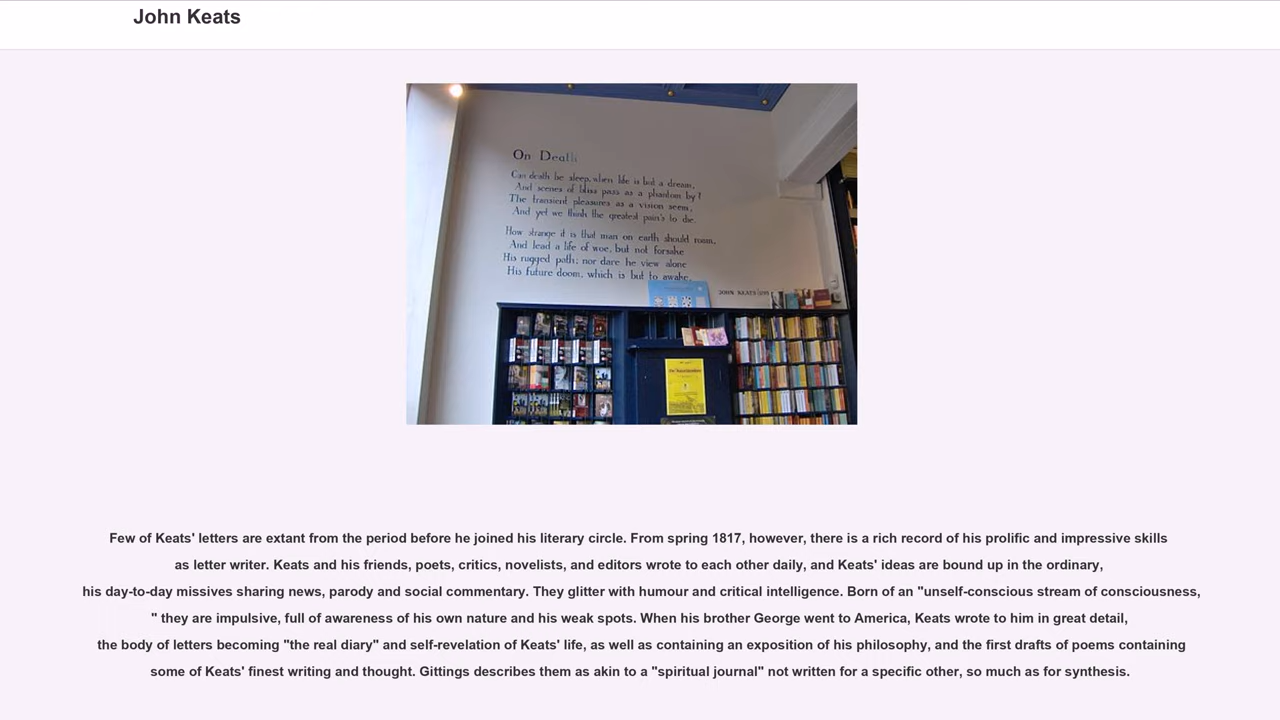 John Keats
On Death
Can death be sleep, when life is but a dream,
And scenes of bliss pass as a phantom by?
The transient pleasures as a vision seem,
And yet we think the greatest pain's to die.
How strange it is that man on earth should roam,
And lead a life of woe, but not forsake
His rugged path; nor dare he view alone
His future doom, which is but to awake.
JOHN KEATS
Few of Keats' letters are extant from the period before he joined his literary circle. From spring 1817, however, there is a rich record of his prolific and impressive skills
as letter writer. Keats and his friends, poets, critics, novelists, and editors wrote to each other daily, and Keats' ideas are bound up in the ordinary,
his day-to-day missives sharing news, parody and social commentary. They glitter with humour and critical intelligence. Born of an "unself-conscious stream of consciousness,
" they are impulsive, full of awareness of his own nature and his weak spots. When his brother George went to America, Keats wrote to him in great detail,
the body of letters becoming "the real diary" and self-revelation of Keats' life, as well as containing an exposition of his philosophy, and the first drafts of poems containing
some of Keats' finest writing and thought. Gittings describes them as akin to a "spiritual journal" not written for a specific other, so much as for synthesis.